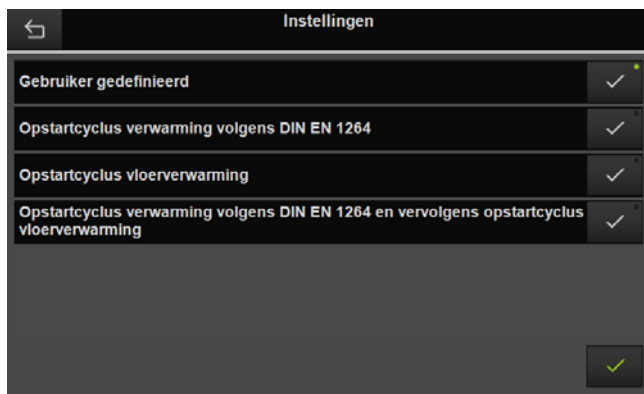 Instellingen
Gebruiker gedefinieerd
Opstartcyclus verwarming volgens DIN EN 1264
Opstartcyclus vloerverwarming
Opstartcyclus verwarming volgens DIN EN 1264 en vervolgens opstartcyclus
vloerverwarming